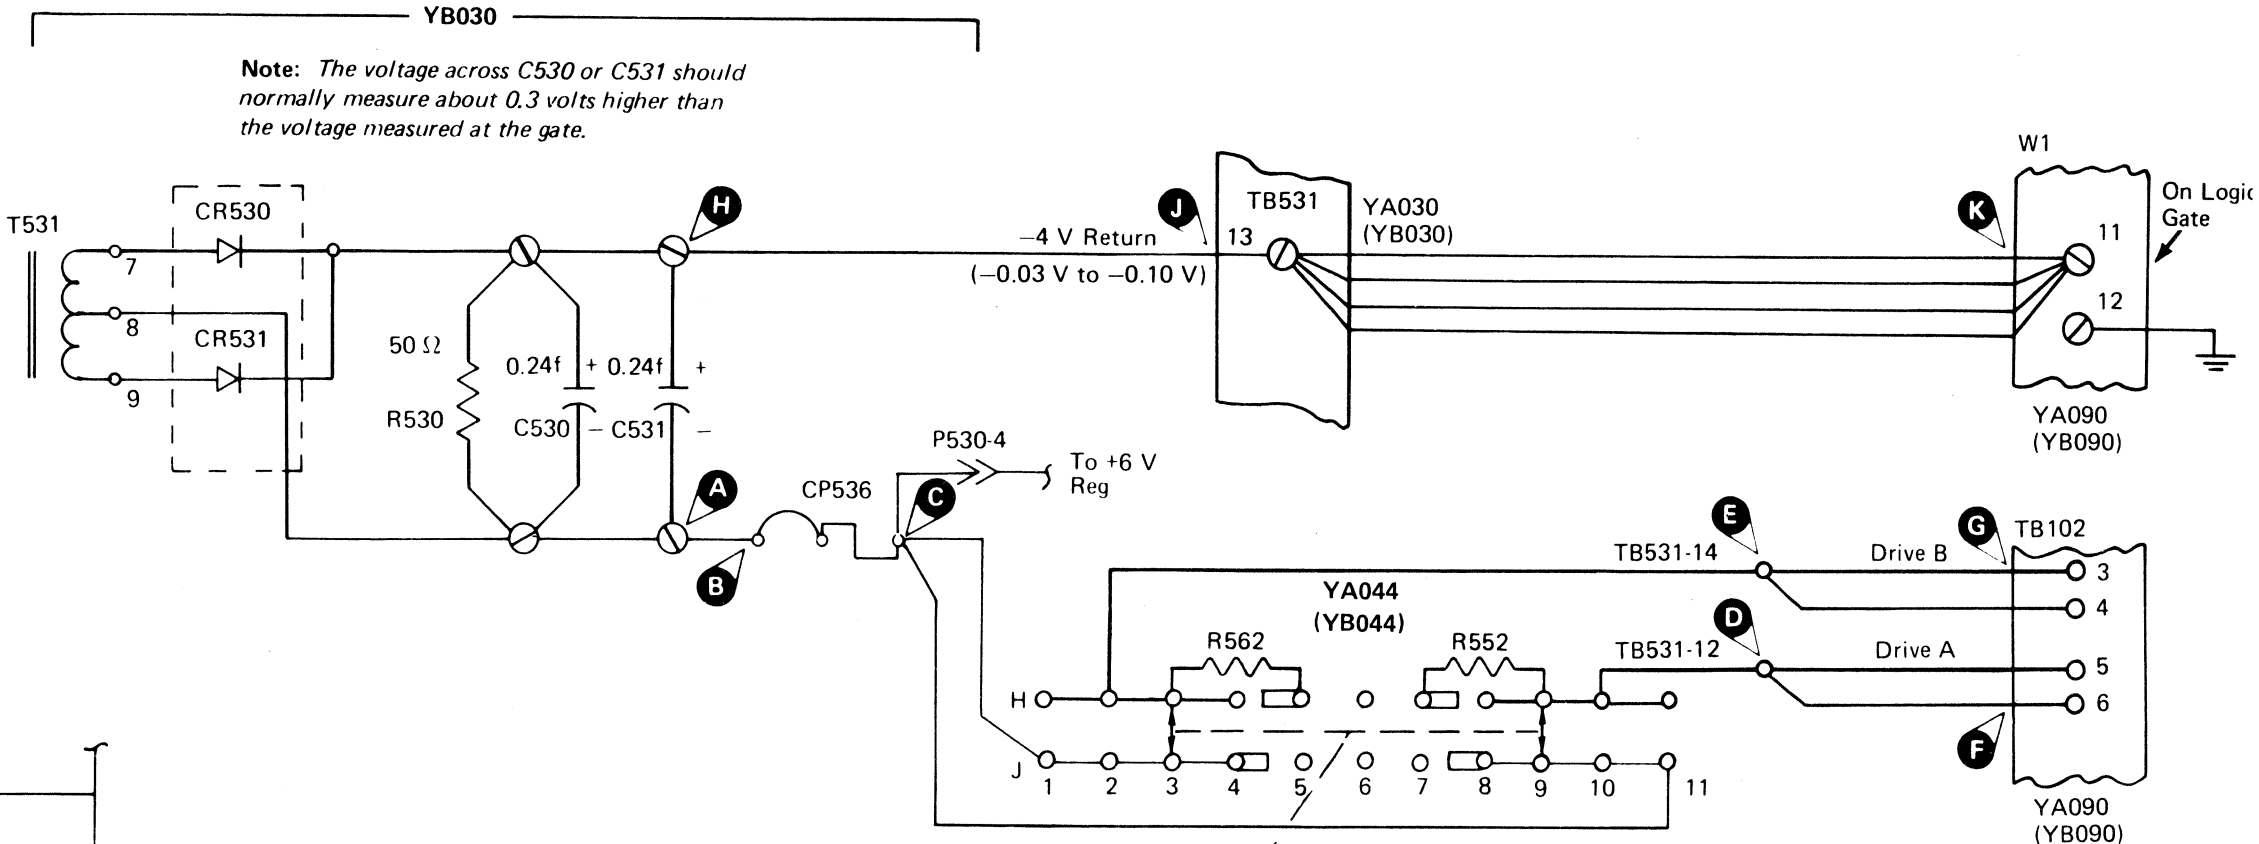 YB030
Note: The voltage across C530 or C531 should
normally measure about 0.3 volts higher than
the voltage measured at the gate.
W1
T531
CR530
H
J
TB531
YA030
(YB030)
K
On Logic
Gate
7
−4 V Return
13
11
(−0.03 V to −0.10 V)
8
12
CR531
50 Ω
0.24f + 0.24f +
9
R530
C530 − C531 −
YA090
(YB090)
P530-4
To +6 V
Reg
A
CP536
C
E
G
TB102
B
TB531-14
Drive B
3
YA044
(YB044)
4
D
R562
R552
TB531-12
Drive A
5
H
6
F
J
1 2 3 4 5 6 7 8 9 10 11
YA090
(YB090)